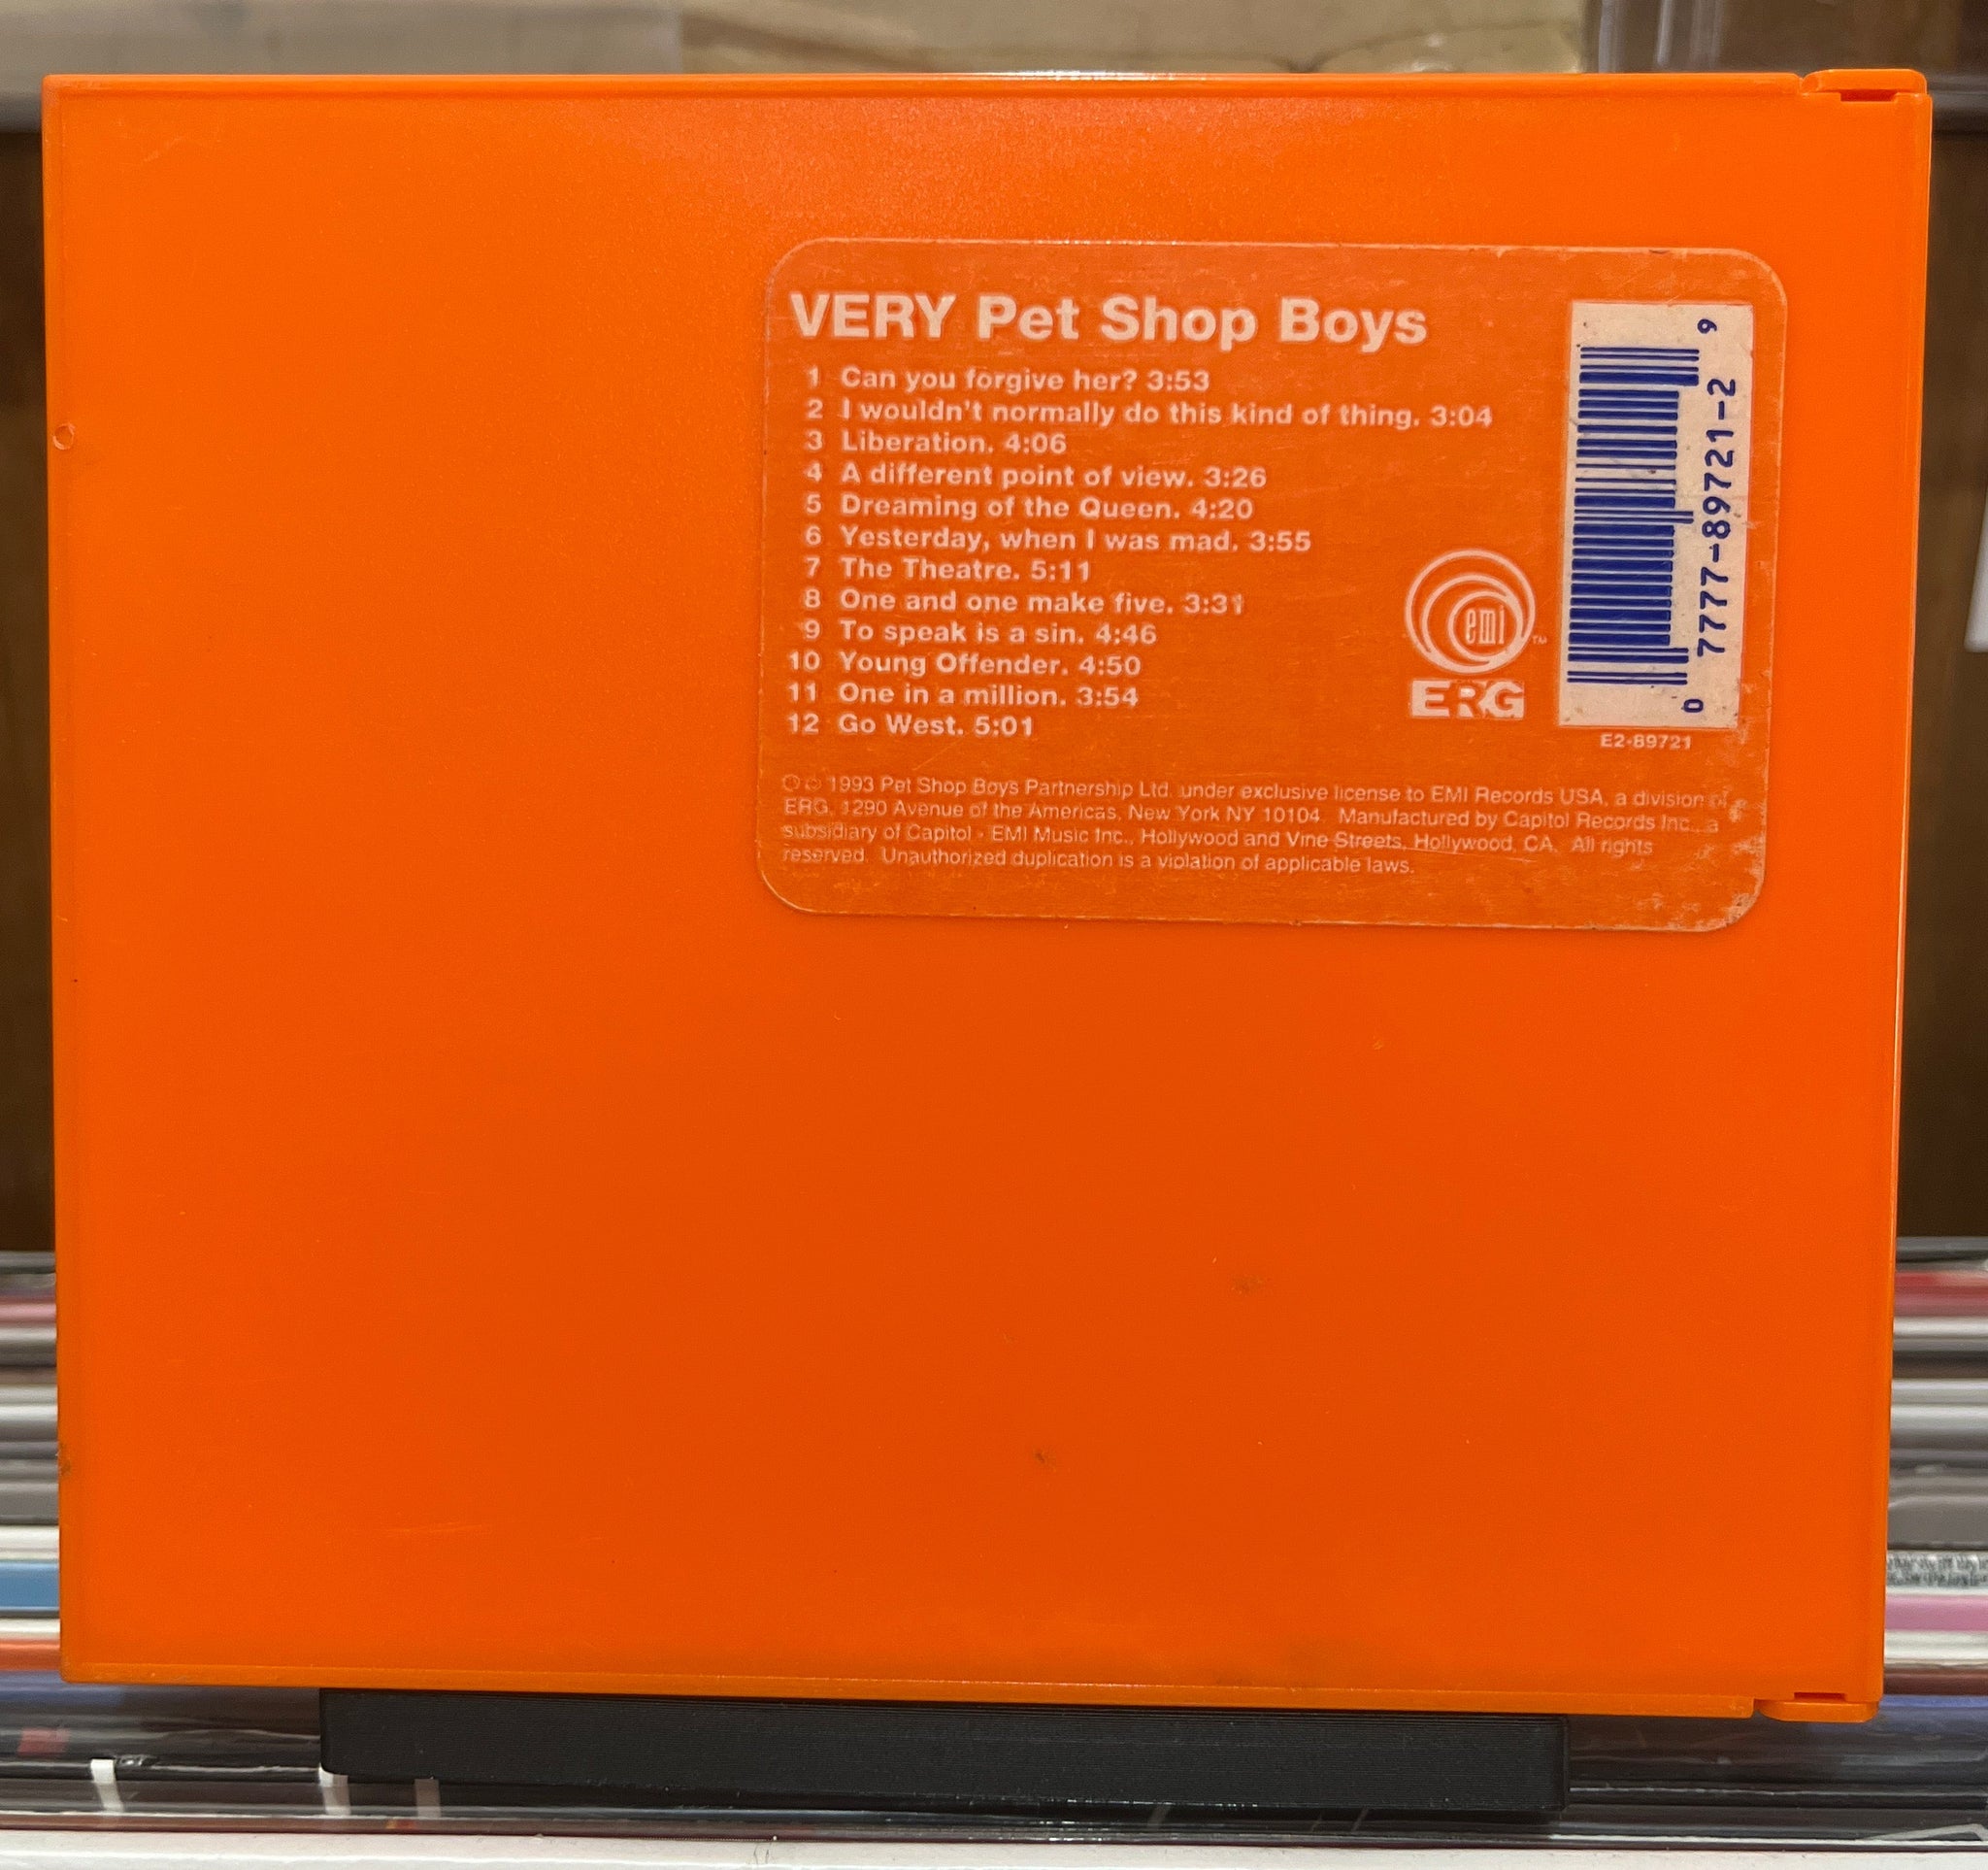 VERY Pet Shop Boys
1 Can you forgive her? 3:53
2 I wouldn't normally do this kind of thing. 3:04
3 Liberation. 4:06
4 A different point of view. 3:26
5 Dreaming of the Queen. 4:20
6 Yesterday, when I was mad. 3:55
7 The Theatre. 5:11
8 One and one make five. 3:31
9 To speak is a sin. 4:46
10 Young Offender. 4:50
11 One in a million. 3:54
12 Go West. 5:01
emi
TM
ERG
0 7777-89721-2 9
E2-89721
℗ © 1993 Pet Shop Boys Partnership Ltd. under exclusive license to EMI Records USA, a division of
ERG, 1290 Avenue of the Americas, New York NY 10104. Manufactured by Capitol Records Inc., a
subsidiary of Capitol - EMI Music Inc., Hollywood and Vine Streets, Hollywood, CA. All rights
reserved. Unauthorized duplication is a violation of applicable laws.